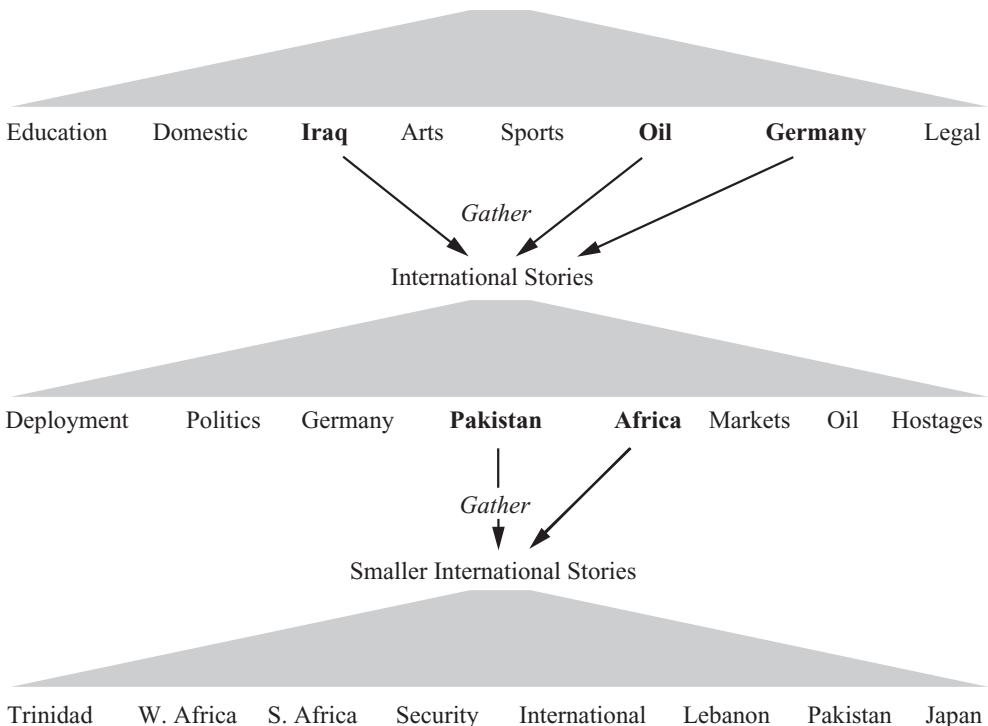 Education Domestic Iraq Arts Sports Oil Germany Legal
Gather
International Stories
Deployment Politics Germany Pakistan Africa Markets Oil Hostages
Gather
Smaller International Stories
Trinidad W. Africa S. Africa Security International Lebanon Pakistan Japan